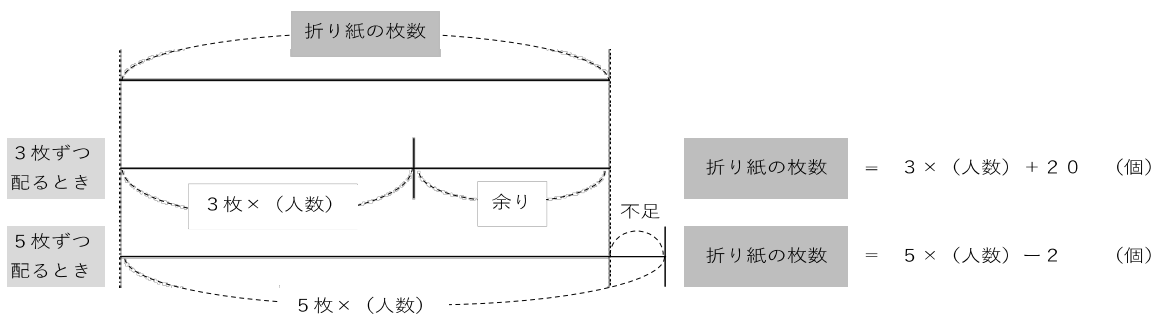 折り紙の枚数
3枚ずつ
配るとき
3枚×（人数）
余り
折り紙の枚数 ＝ 3×（人数）＋20 （個）
不足
5枚ずつ
配るとき
折り紙の枚数 ＝ 5×（人数）－2 （個）
5枚×（人数）